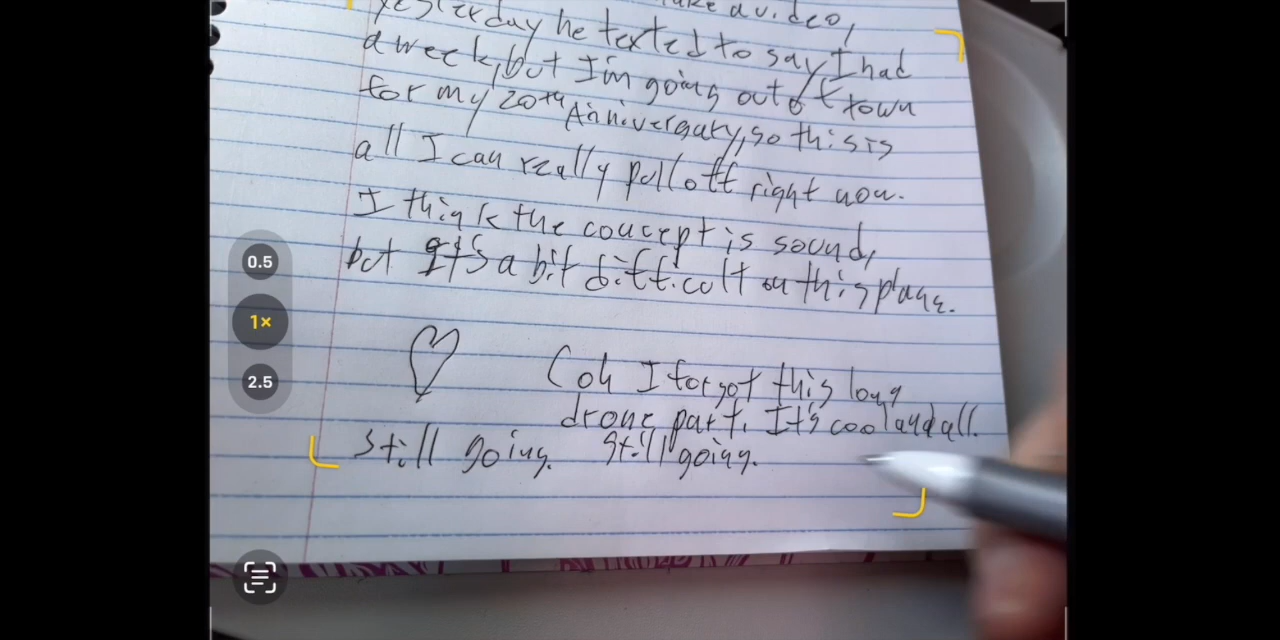 take a video,
yesterday he texted to say I had
a week, but I'm going out of town
for my 20th Anniversary, so this is
all I can really pull off right now.
I think the concept is sound,
but It's a bit difficult on this plane.
(oh I forgot this long
drone part. It's cool and all.
still going. still going.
0.5
1×
2.5